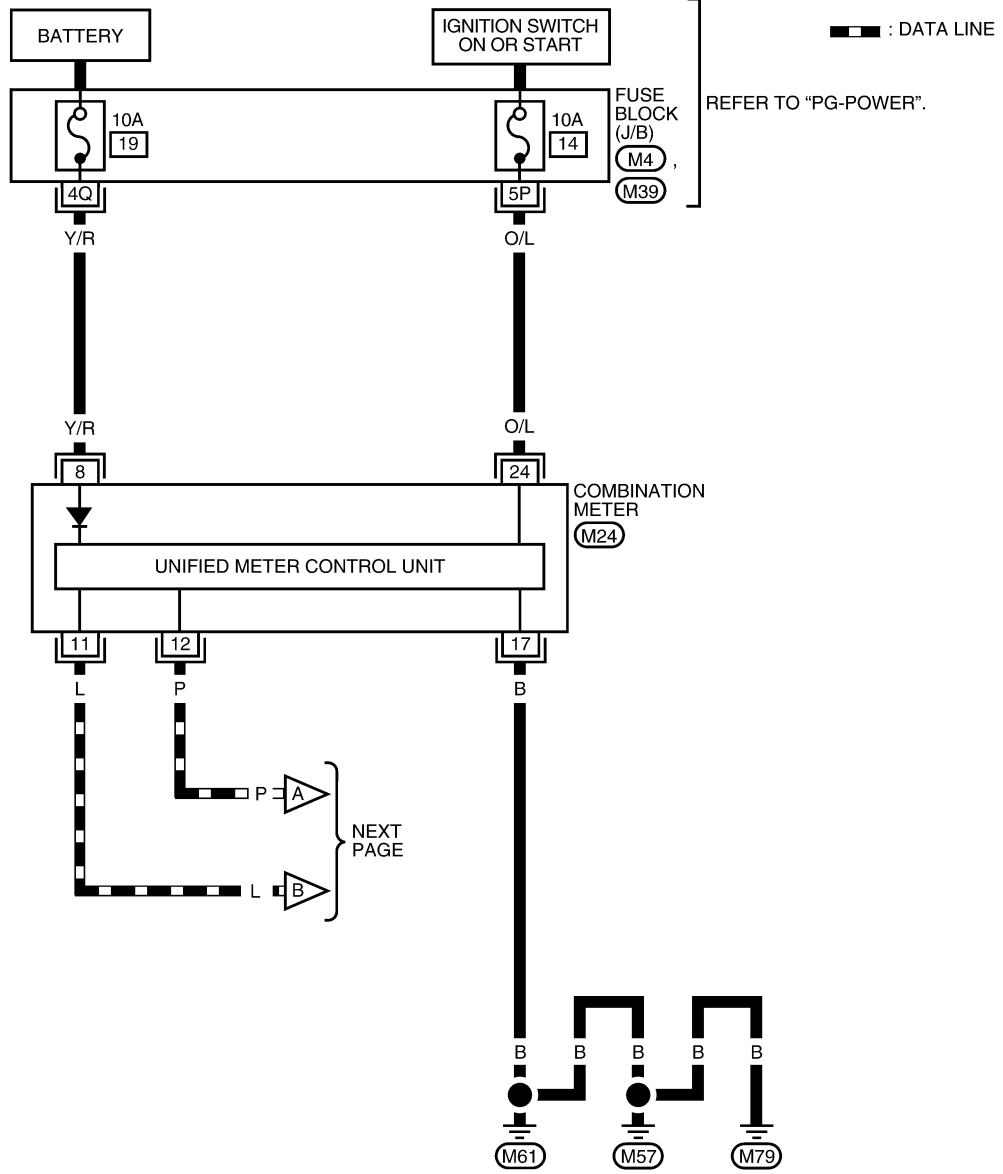 BATTERY
IGNITION SWITCH
ON OR START
: DATA LINE
REFER TO “PG-POWER”.
10A
19
10A
14
FUSE
BLOCK
(J/B)
M4 ,
M39
4Q
5P
Y/R
O/L
Y/R
O/L
8
24
COMBINATION
METER
M24
UNIFIED METER CONTROL UNIT
11
12
17
L
P
B
P
A
NEXT
PAGE
L
B
B
B
B
B
B
M61
M57
M79